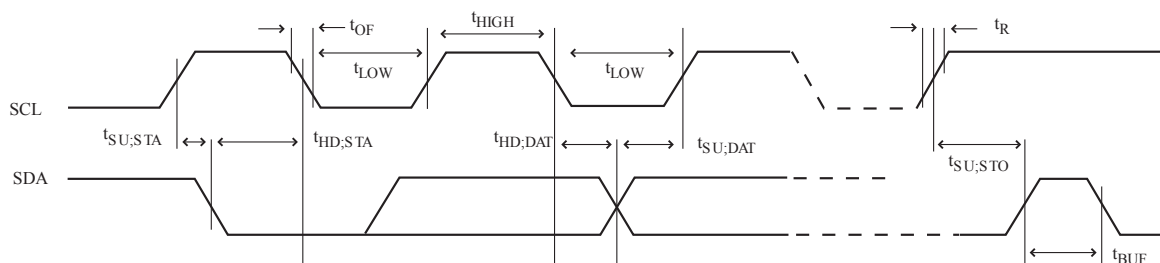 tOF
tHIGH
tR
tLOW
tLOW
SCL
tSU;STA
tHD;STA
tHD;DAT
tSU;DAT
tSU;STO
SDA
tBUF